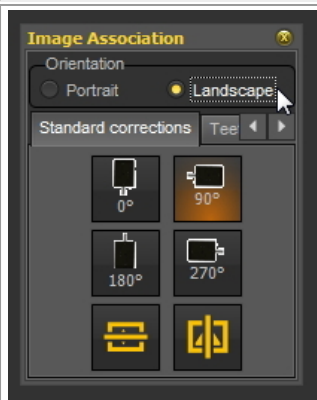 Image Association
Orientation
Portrait
Landscape
Standard corrections
0°
90°
180°
270°